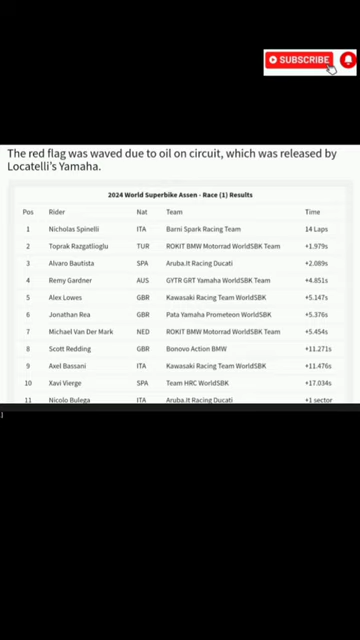 SUBSCRIBE
The red flag was waved due to oil on circuit, which was released by
Locatelli's Yamaha.
2024 World Superbike Assen - Race (1) Results
Pos Rider Nat Team Time
1 Nicholas Spinelli ITA Barni Spark Racing Team 14 Laps
2 Toprak Razgatlioglu TUR ROKIT BMW Motorrad WorldSBK Team +1.979s
3 Alvaro Bautista SPA Aruba.It Racing Ducati +2.089s
4 Remy Gardner AUS GYTR GRT Yamaha WorldSBK Team +4.851s
5 Alex Lowes GBR Kawasaki Racing Team WorldSBK +5.147s
6 Jonathan Rea GBR Pata Yamaha Prometeon WorldSBK +5.376s
7 Michael Van Der Mark NED ROKIT BMW Motorrad WorldSBK Team +5.454s
8 Scott Redding GBR Bonovo Action BMW +11.271s
9 Axel Bassani ITA Kawasaki Racing Team WorldSBK +11.476s
10 Xavi Vierge SPA Team HRC WorldSBK +17.034s
11 Nicolo Bulega ITA Aruba.It Racing Ducati +1 sector